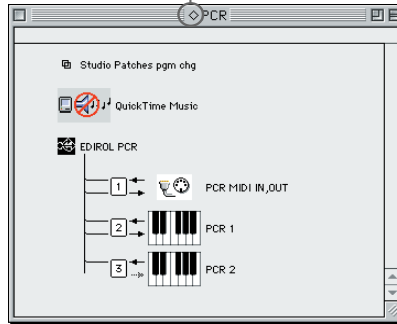 PCR
Studio Patches pgm chg
QuickTime Music
EDIROL PCR
1
PCR MIDI IN,OUT
2
PCR 1
3
PCR 2